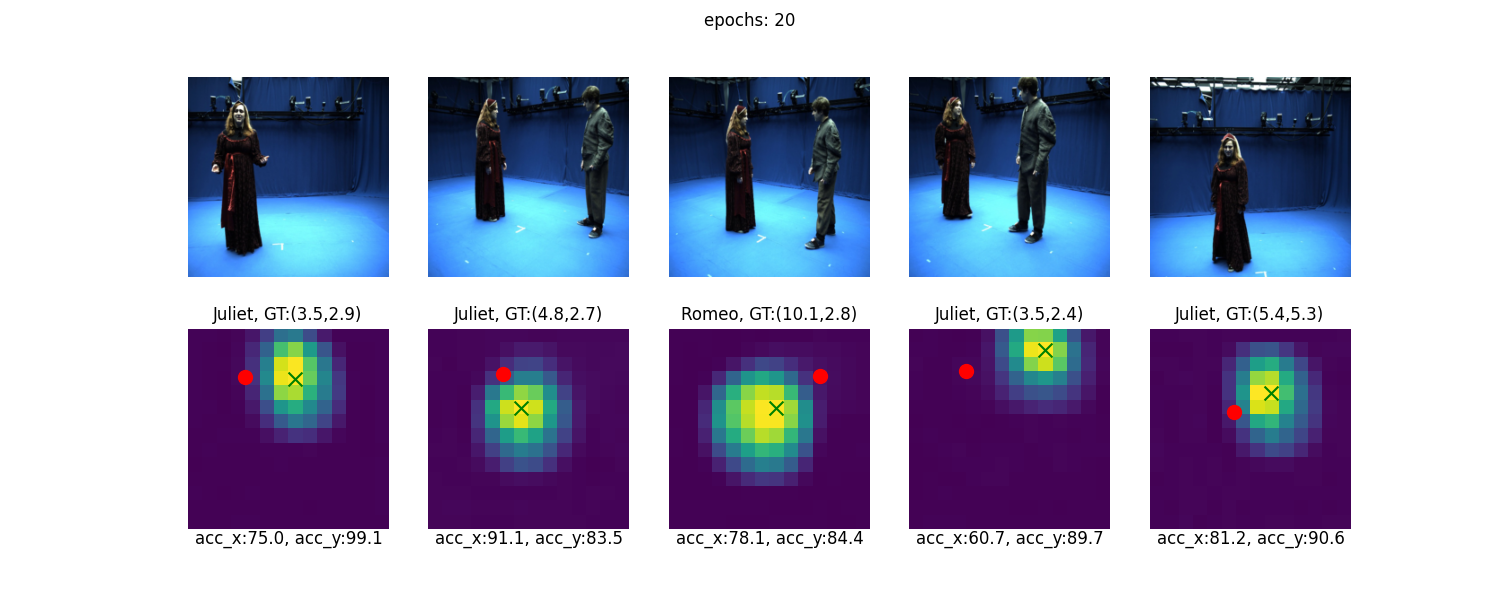 epochs: 20
Juliet, GT:(3.5,2.9)
Juliet, GT:(4.8,2.7)
Romeo, GT:(10.1,2.8)
Juliet, GT:(3.5,2.4)
Juliet, GT:(5.4,5.3)
acc_x:75.0, acc_y:99.1
acc_x:91.1, acc_y:83.5
acc_x:78.1, acc_y:84.4
acc_x:60.7, acc_y:89.7
acc_x:81.2, acc_y:90.6